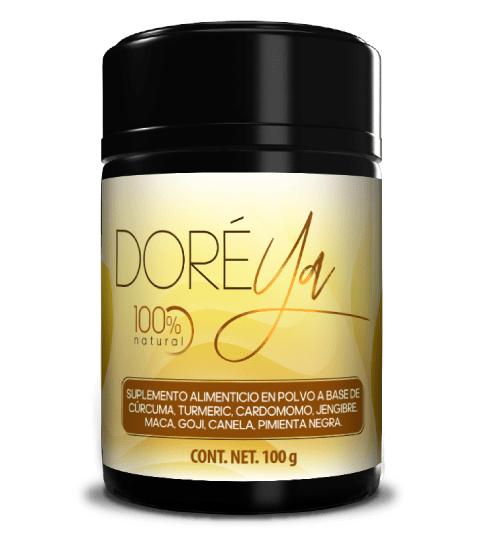 DORÉ Ya
100%
natural
SUPLEMENTO ALIMENTICIO EN POLVO A BASE DE
CÚRCUMA, TURMERIC, CARDOMOMO, JENGIBRE,
MACA, GOJI, CANELA, PIMIENTA NEGRA.
CONT. NET. 100 g